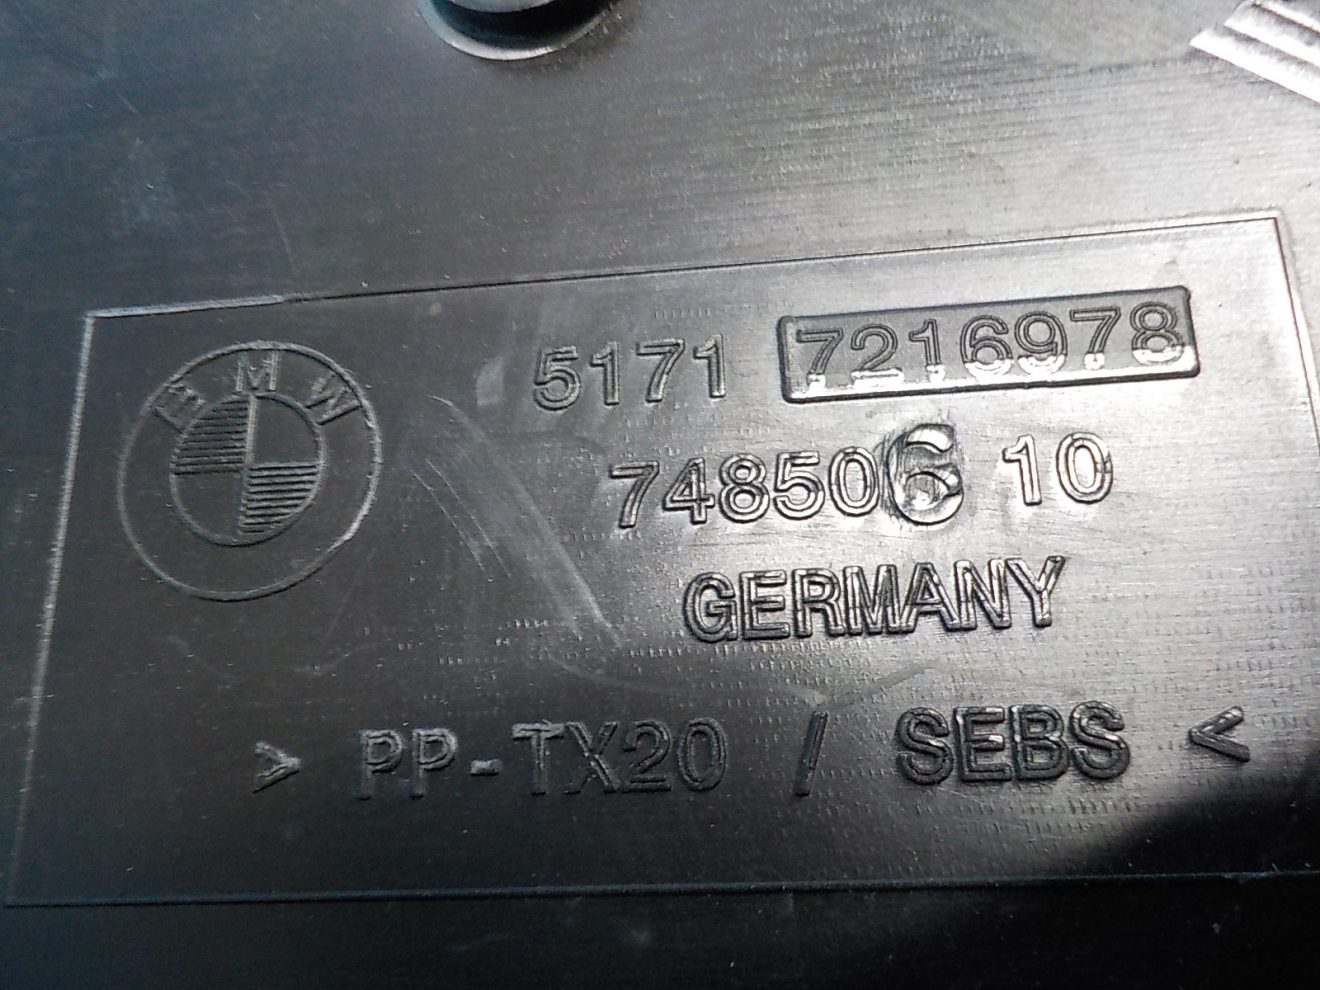 BMW
5171 7216978
7485066 10
GERMANY
> PP-TX20 / SEBS <